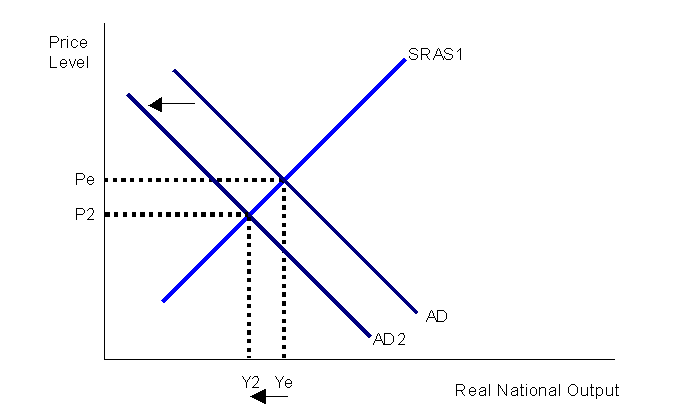 Price
Level
SRAS1
Pe
P2
AD
AD2
Y2 Ye
Real National Output